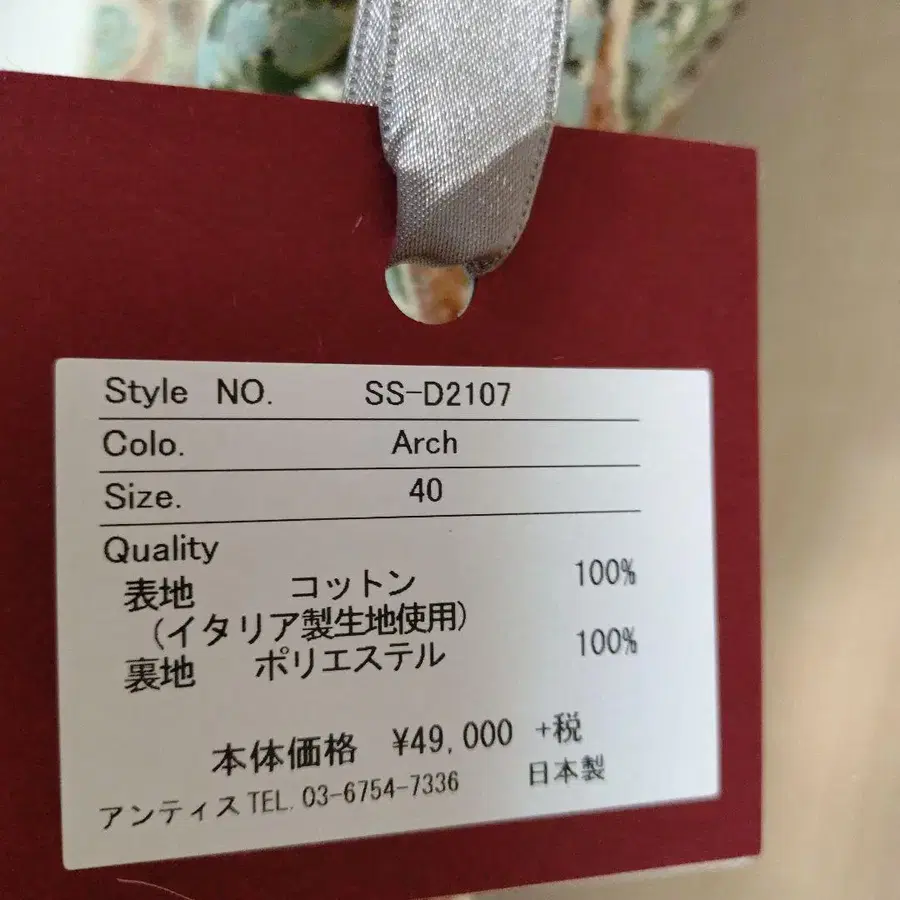 Style NO. SS-D2107
Colo. Arch
Size. 40
Quality
表地 コットン 100%
(イタリア製生地使用)
裏地 ポリエステル 100%
本体価格 ¥49,000 +税
アンティス TEL. 03-6754-7336 日本製